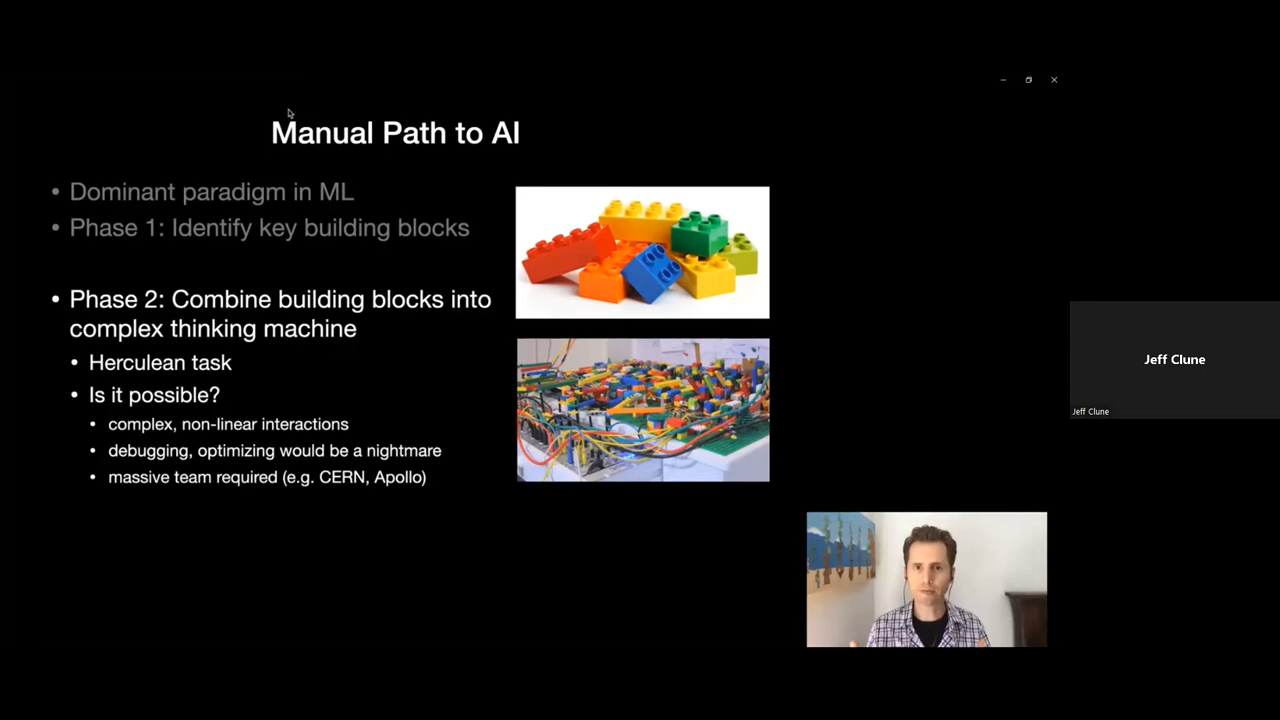 Manual Path to AI
• Dominant paradigm in ML
• Phase 1: Identify key building blocks
• Phase 2: Combine building blocks into
complex thinking machine
• Herculean task
• Is it possible?
• complex, non-linear interactions
• debugging, optimizing would be a nightmare
• massive team required (e.g. CERN, Apollo)
Jeff Clune
Jeff Clune